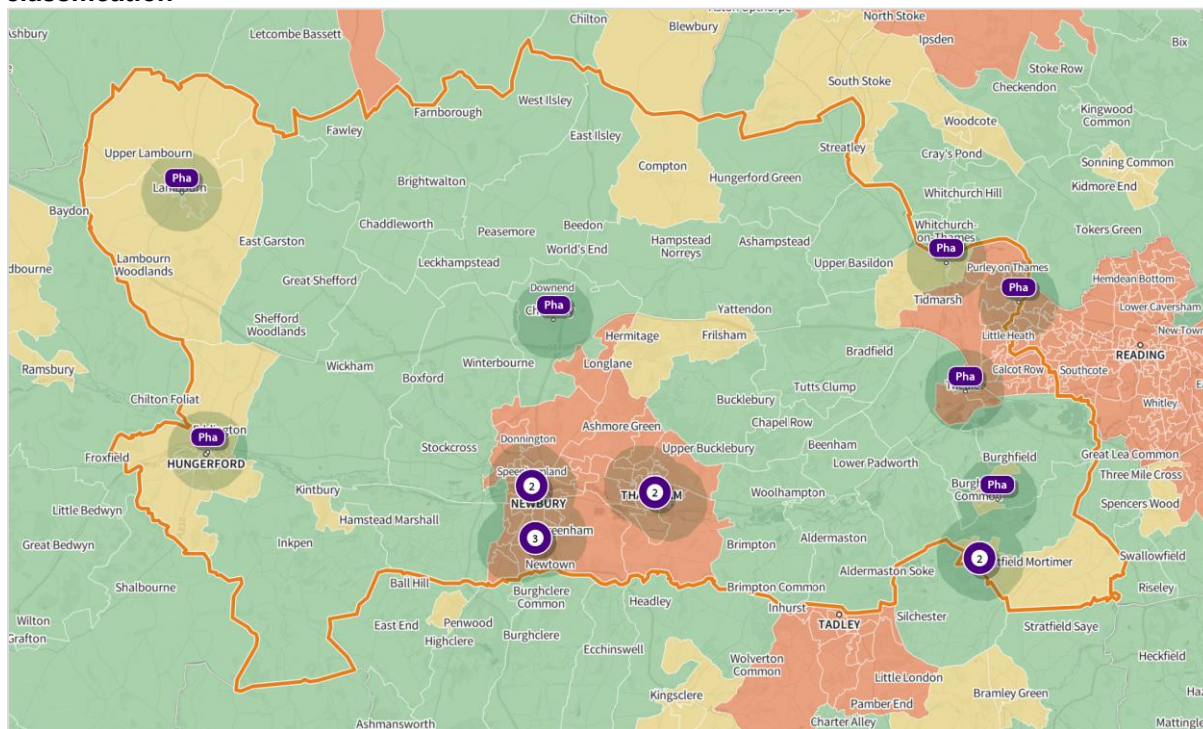 classification
Chilton
North Stoke
Letcombe Bassett
Blewbury
Ipsden
Bix
Stoke Row
Checkendon
South Stoke
West Ilsley
Farnborough
Kingwood
Common
Woodcote
Fawley
East Ilsley
Streatley
Cray's Pond
Upper Lambourn
Compton
Sonning Common
Pha
Brightwalton
Hungerford Green
Kidmore End
Whitchurch Hill
Baydon
Chaddleworth
Beedon
Whitchurch-
on-Thames
Tokers Green
Peasemore
East Garston
World's End
Hampstead
Norreys
Ashampstead
Pha
Lambourn
Woodlands
Leckhampstead
Upper Basildon
Purley on Thames
Great Shefford
Downend
Pha
Hemdean Bottom
Tidmarsh
Lower Caversham
Pha
Shefford
Woodlands
Yattendon
Hermitage
Frilsham
Little Heath
Bradfield
READING
Ramsbury
Wickham
Winterbourne
Longlane
Calcot Row
Southcote
Boxford
Pha
Tutts Clump
Chilton Foliat
Bucklebury
Whitley
Chapel Row
Ashmore Green
Pha
Donnington
Stockcross
Upper Bucklebury
Beenham
Burghfield
Great Lea Common
Froxfield
HUNGERFORD
Lower Padworth
Three Mile Cross
2
2
Pha
Kintbury
NEWBURY
Woolhampton
Spencers Wood
Little Bedwyn
Hamstead Marshall
3
Aldermaston
Great Bedwyn
Inkpen
Brimpton
2
Swallowfield
Newtown
Aldermaston Soke
Shalbourne
Ball Hill
Brimpton Common
Riseley
Burghclere
Common
Headley
Inhurst
Silchester
Wilton
East End
Penwood
TADLEY
Stratfield Saye
Grafton
Highclere
Burghclere
Ecchinswell
Heckfield
Wolverton
Common
Little London
Kingsclere
Bramley Green
Pamber End
Ashmansworth
Charter Alley